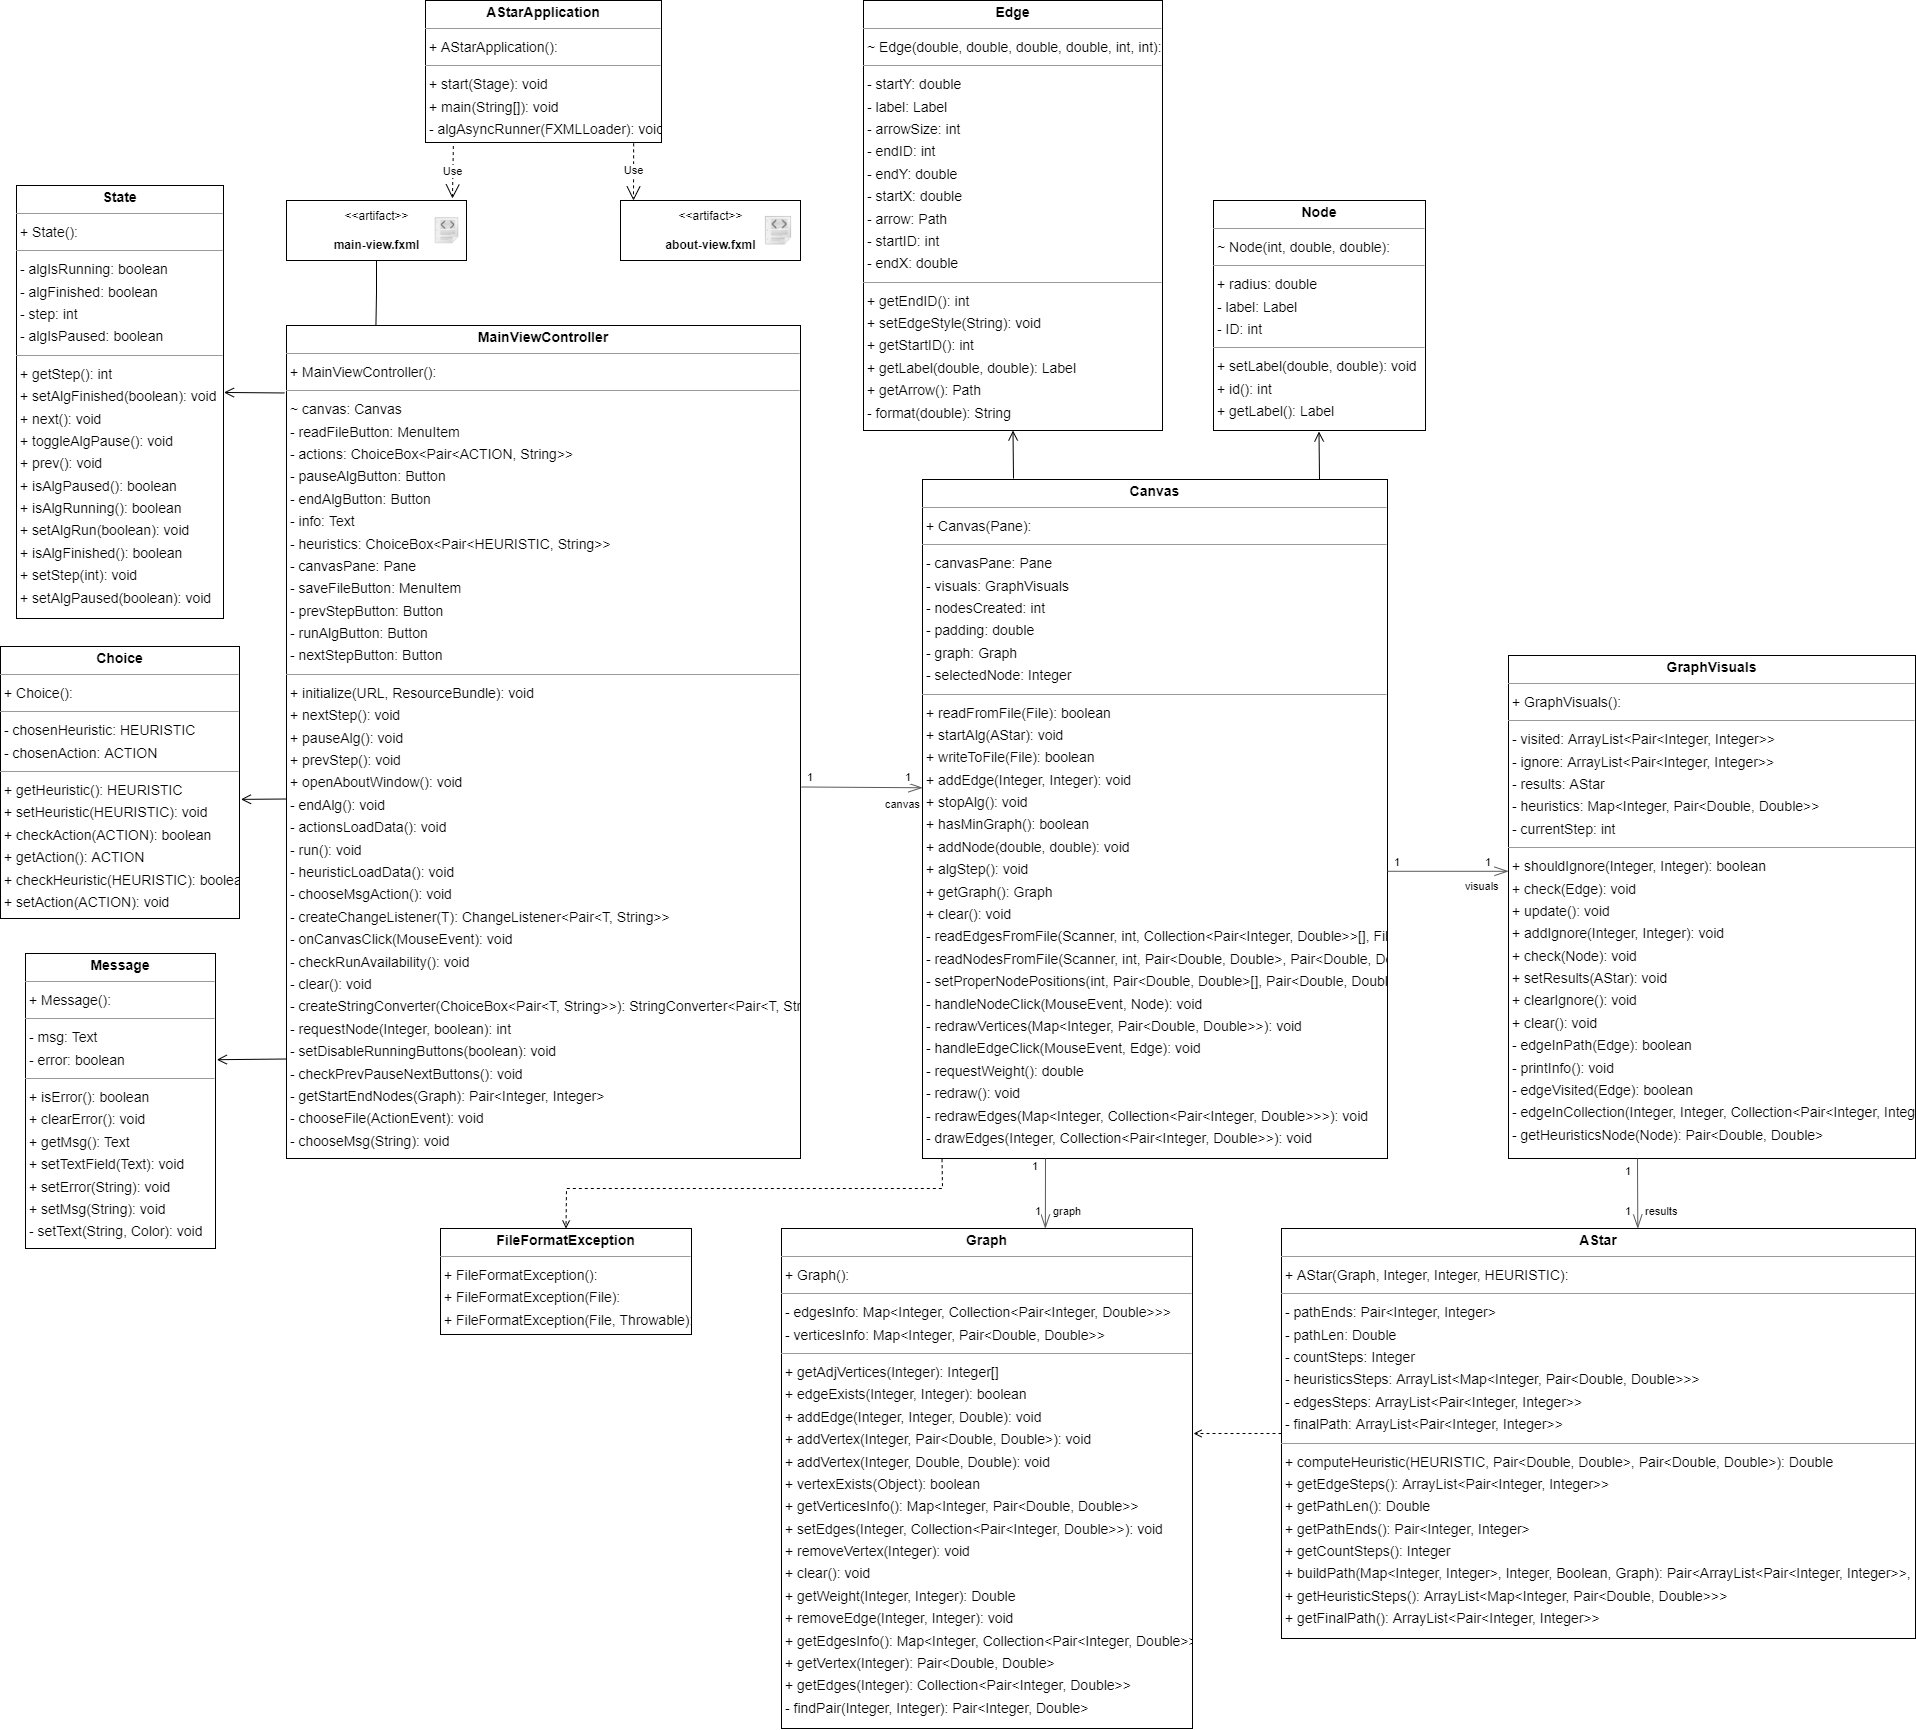 AStarApplication
+ AStarApplication():
+ start(Stage): void
+ main(String[]): void
- algAsyncRunner(FXMLLoader): void
Use
Use
<<artifact>>
main-view.fxml
<<artifact>>
about-view.fxml
Edge
~ Edge(double, double, double, double, int, int):
- startY: double
- label: Label
- arrowSize: int
- endID: int
- endY: double
- startX: double
- arrow: Path
- startID: int
- endX: double
+ getEndID(): int
+ setEdgeStyle(String): void
+ getStartID(): int
+ getLabel(double, double): Label
+ getArrow(): Path
- format(double): String
Node
~ Node(int, double, double):
+ radius: double
- label: Label
- ID: int
+ setLabel(double, double): void
+ id(): int
+ getLabel(): Label
State
+ State():
- algIsRunning: boolean
- algFinished: boolean
- step: int
- algIsPaused: boolean
+ getStep(): int
+ setAlgFinished(boolean): void
+ next(): void
+ toggleAlgPause(): void
+ prev(): void
+ isAlgPaused(): boolean
+ isAlgRunning(): boolean
+ setAlgRun(boolean): void
+ isAlgFinished(): boolean
+ setStep(int): void
+ setAlgPaused(boolean): void
Choice
+ Choice():
- chosenHeuristic: HEURISTIC
- chosenAction: ACTION
+ getHeuristic(): HEURISTIC
+ setHeuristic(HEURISTIC): void
+ checkAction(ACTION): boolean
+ getAction(): ACTION
+ checkHeuristic(HEURISTIC): boolea
+ setAction(ACTION): void
Message
+ Message():
- msg: Text
- error: boolean
+ isError(): boolean
+ clearError(): void
+ getMsg(): Text
+ setTextField(Text): void
+ setError(String): void
+ setMsg(String): void
- setText(String, Color): void
MainViewController
+ MainViewController():
~ canvas: Canvas
- readFileButton: MenuItem
- actions: ChoiceBox<Pair<ACTION, String>>
- pauseAlgButton: Button
- endAlgButton: Button
- info: Text
- heuristics: ChoiceBox<Pair<HEURISTIC, String>>
- canvasPane: Pane
- saveFileButton: MenuItem
- prevStepButton: Button
- runAlgButton: Button
- nextStepButton: Button
+ initialize(URL, ResourceBundle): void
+ nextStep(): void
+ pauseAlg(): void
+ prevStep(): void
+ openAboutWindow(): void
- endAlg(): void
- actionsLoadData(): void
- run(): void
- heuristicLoadData(): void
- chooseMsgAction(): void
- createChangeListener(T): ChangeListener<Pair<T, String>>
- onCanvasClick(MouseEvent): void
- checkRunAvailability(): void
- clear(): void
- createStringConverter(ChoiceBox<Pair<T, String>>): StringConverter<Pair<T, Str
- requestNode(Integer, boolean): int
- setDisableRunningButtons(boolean): void
- checkPrevPauseNextButtons(): void
- getStartEndNodes(Graph): Pair<Integer, Integer>
- chooseFile(ActionEvent): void
- chooseMsg(String): void
1
1
canvas
Canvas
+ Canvas(Pane):
- canvasPane: Pane
- visuals: GraphVisuals
- nodesCreated: int
- padding: double
- graph: Graph
- selectedNode: Integer
+ readFromFile(File): boolean
+ startAlg(AStar): void
+ writeToFile(File): boolean
+ addEdge(Integer, Integer): void
+ stopAlg(): void
+ hasMinGraph(): boolean
+ addNode(double, double): void
+ algStep(): void
+ getGraph(): Graph
+ clear(): void
- readEdgesFromFile(Scanner, int, Collection<Pair<Integer, Double>>[], Fil
- readNodesFromFile(Scanner, int, Pair<Double, Double>, Pair<Double, D
- setProperNodePositions(int, Pair<Double, Double>[], Pair<Double, Doubl
- handleNodeClick(MouseEvent, Node): void
- redrawVertices(Map<Integer, Pair<Double, Double>>): void
- handleEdgeClick(MouseEvent, Edge): void
- requestWeight(): double
- redraw(): void
- redrawEdges(Map<Integer, Collection<Pair<Integer, Double>>>): void
- drawEdges(Integer, Collection<Pair<Integer, Double>>): void
1
1
visuals
GraphVisuals
+ GraphVisuals():
- visited: ArrayList<Pair<Integer, Integer>>
- ignore: ArrayList<Pair<Integer, Integer>>
- results: AStar
- heuristics: Map<Integer, Pair<Double, Double>>
- currentStep: int
+ shouldIgnore(Integer, Integer): boolean
+ check(Edge): void
+ update(): void
+ addIgnore(Integer, Integer): void
+ check(Node): void
+ setResults(AStar): void
+ clearIgnore(): void
+ clear(): void
- edgeInPath(Edge): boolean
- printInfo(): void
- edgeVisited(Edge): boolean
- edgeInCollection(Integer, Integer, Collection<Pair<Integer, Integ
- getHeuristicsNode(Node): Pair<Double, Double>
1
1 graph
1
1 results
FileFormatException
+ FileFormatException():
+ FileFormatException(File):
+ FileFormatException(File, Throwable)
Graph
+ Graph():
- edgesInfo: Map<Integer, Collection<Pair<Integer, Double>>>
- verticesInfo: Map<Integer, Pair<Double, Double>>
+ getAdjVertices(Integer): Integer[]
+ edgeExists(Integer, Integer): boolean
+ addEdge(Integer, Integer, Double): void
+ addVertex(Integer, Pair<Double, Double>): void
+ addVertex(Integer, Double, Double): void
+ vertexExists(Object): boolean
+ getVerticesInfo(): Map<Integer, Pair<Double, Double>>
+ setEdges(Integer, Collection<Pair<Integer, Double>>): void
+ removeVertex(Integer): void
+ clear(): void
+ getWeight(Integer, Integer): Double
+ removeEdge(Integer, Integer): void
+ getEdgesInfo(): Map<Integer, Collection<Pair<Integer, Double>>
+ getVertex(Integer): Pair<Double, Double>
+ getEdges(Integer): Collection<Pair<Integer, Double>>
- findPair(Integer, Integer): Pair<Integer, Double>
AStar
+ AStar(Graph, Integer, Integer, HEURISTIC):
- pathEnds: Pair<Integer, Integer>
- pathLen: Double
- countSteps: Integer
- heuristicsSteps: ArrayList<Map<Integer, Pair<Double, Double>>>
- edgesSteps: ArrayList<Pair<Integer, Integer>>
- finalPath: ArrayList<Pair<Integer, Integer>>
+ computeHeuristic(HEURISTIC, Pair<Double, Double>, Pair<Double, Double>): Double
+ getEdgeSteps(): ArrayList<Pair<Integer, Integer>>
+ getPathLen(): Double
+ getPathEnds(): Pair<Integer, Integer>
+ getCountSteps(): Integer
+ buildPath(Map<Integer, Integer>, Integer, Boolean, Graph): Pair<ArrayList<Pair<Integer, Integer>>,
+ getHeuristicSteps(): ArrayList<Map<Integer, Pair<Double, Double>>>
+ getFinalPath(): ArrayList<Pair<Integer, Integer>>